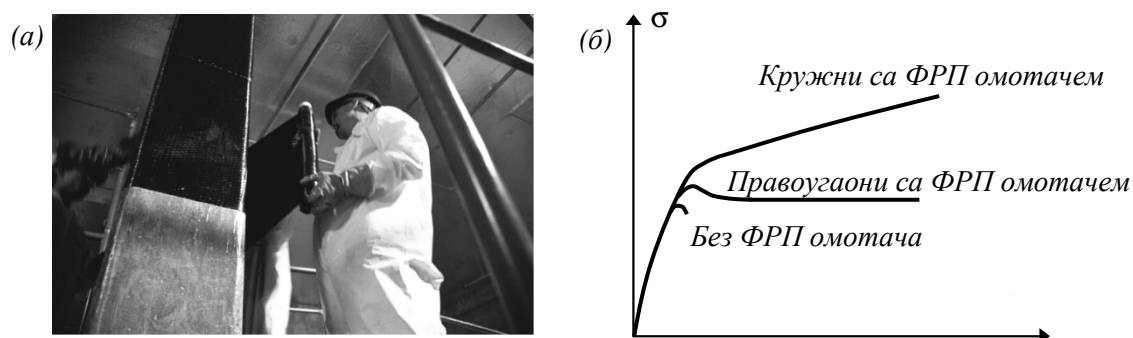 (а)
(б)
σ
Кружни са ФРП омотачем
Правоугаони са ФРП омотачем
Без ФРП омотача